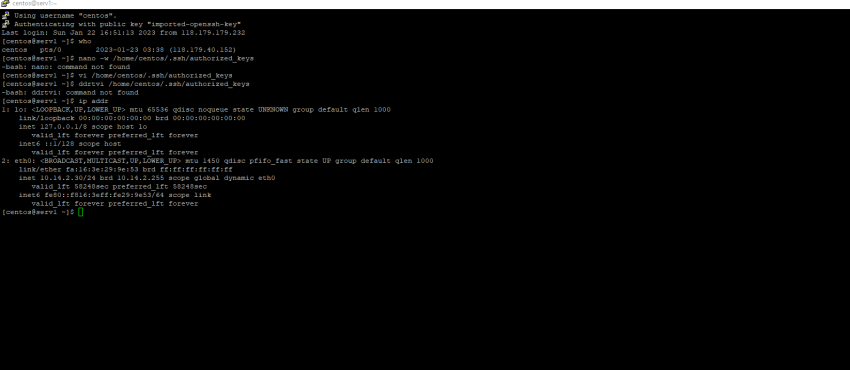 centos@serv1:~
Using username "centos".
Authenticating with public key "imported-openssh-key"
Last login: Sun Jan 22 16:51:13 2023 from 118.179.179.232
[centos@serv1 ~]$ who
centos   pts/0        2023-01-23 03:38 (118.179.40.152)
[centos@serv1 ~]$ nano -w /home/centos/.ssh/authorized_keys
-bash: nano: command not found
[centos@serv1 ~]$ vi /home/centos/.ssh/authorized_keys
[centos@serv1 ~]$ ddrtvi /home/centos/.ssh/authorized_keys
-bash: ddrtvi: command not found
[centos@serv1 ~]$ ip addr
1: lo: <LOOPBACK,UP,LOWER_UP> mtu 65536 qdisc noqueue state UNKNOWN group default qlen 1000
    link/loopback 00:00:00:00:00:00 brd 00:00:00:00:00:00
    inet 127.0.0.1/8 scope host lo
       valid_lft forever preferred_lft forever
    inet6 ::1/128 scope host
       valid_lft forever preferred_lft forever
2: eth0: <BROADCAST,MULTICAST,UP,LOWER_UP> mtu 1450 qdisc pfifo_fast state UP group default qlen 1000
    link/ether fa:16:3e:29:9e:53 brd ff:ff:ff:ff:ff:ff
    inet 10.14.2.30/24 brd 10.14.2.255 scope global dynamic eth0
       valid_lft 58248sec preferred_lft 58248sec
    inet6 fe80::f816:3eff:fe29:9e53/64 scope link
       valid_lft forever preferred_lft forever
[centos@serv1 ~]$